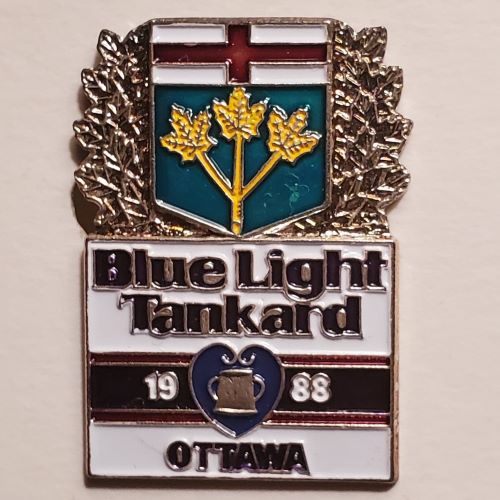 Blue Light
Tankard
19 88
OTTAWA